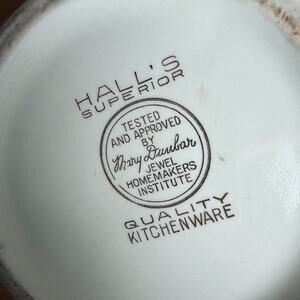 HALL'S
SUPERIOR
TESTED
AND APPROVED
BY
Mary Dunbar
JEWEL
HOMEMAKERS
INSTITUTE
QUALITY
KITCHENWARE